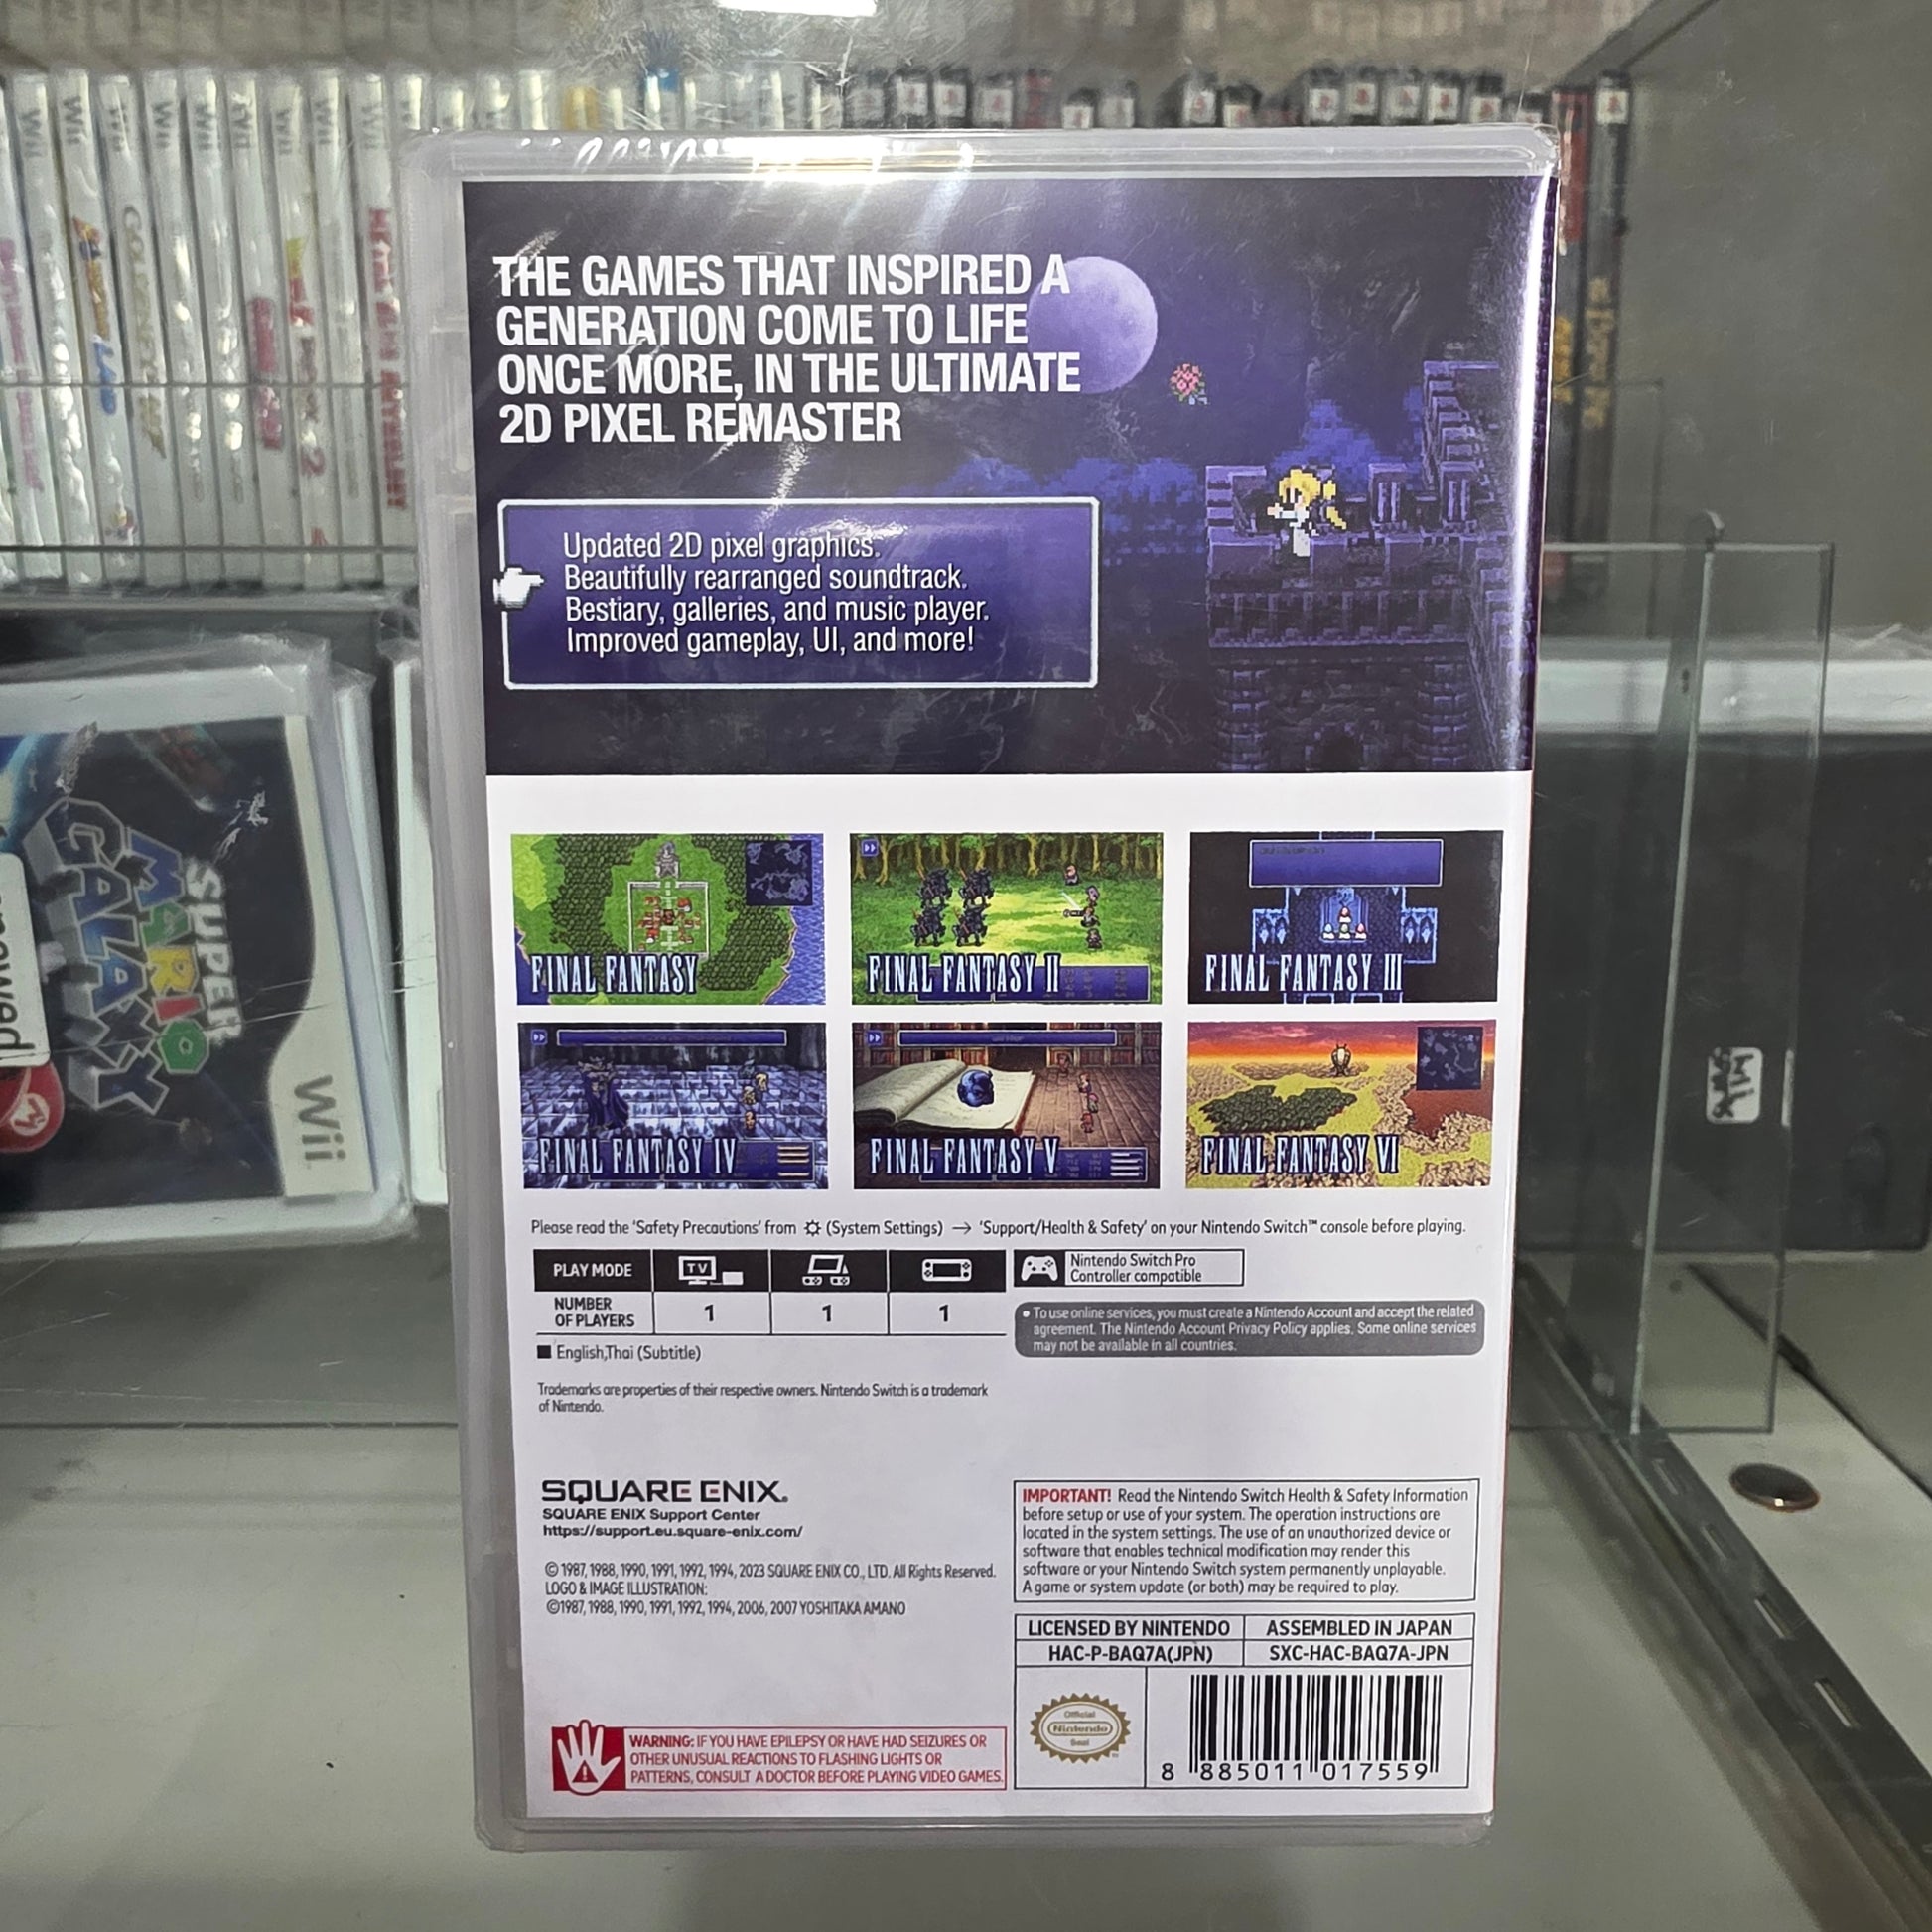 THE GAMES THAT INSPIRED A
GENERATION COME TO LIFE
ONCE MORE, IN THE ULTIMATE
2D PIXEL REMASTER
Updated 2D pixel graphics.
Beautifully rearranged soundtrack.
Bestiary, galleries, and music player.
Improved gameplay, UI, and more!
FINAL FANTASY
FINAL FANTASY II
FINAL FANTASY III
FINAL FANTASY IV
FINAL FANTASY V
FINAL FANTASY VI
Please read the 'Safety Precautions' from (System Settings) → 'Support/Health & Safety' on your Nintendo Switch™ console before playing.
PLAY MODE
TV
NUMBER
OF PLAYERS
1
1
1
Nintendo Switch Pro
Controller compatible
• To use online services, you must create a Nintendo Account and accept the related
agreement. The Nintendo Account Privacy Policy applies. Some online services
may not be available in all countries.
■ English,Thai (Subtitle)
Trademarks are properties of their respective owners. Nintendo Switch is a trademark
of Nintendo.
SQUARE ENIX®
SQUARE ENIX Support Center
https://support.eu.square-enix.com/
© 1987, 1988, 1990, 1991, 1992, 1994, 2023 SQUARE ENIX CO., LTD. All Rights Reserved.
LOGO & IMAGE ILLUSTRATION:
©1987, 1988, 1990, 1991, 1992, 1994, 2006, 2007 YOSHITAKA AMANO
IMPORTANT! Read the Nintendo Switch Health & Safety Information
before setup or use of your system. The operation instructions are
located in the system settings. The use of an unauthorized device or
software that enables technical modification may render this
software or your Nintendo Switch system permanently unplayable.
A game or system update (or both) may be required to play.
LICENSED BY NINTENDO
ASSEMBLED IN JAPAN
HAC-P-BAQ7A(JPN)
SXC-HAC-BAQ7A-JPN
WARNING: IF YOU HAVE EPILEPSY OR HAVE HAD SEIZURES OR
OTHER UNUSUAL REACTIONS TO FLASHING LIGHTS OR
PATTERNS, CONSULT A DOCTOR BEFORE PLAYING VIDEO GAMES.
Official
Nintendo
Seal
8 885011 017559
SUPER
MARIO
GALAXY
Wii
Wii
Wii
Wii
Wii
Wii
Wii
Wii